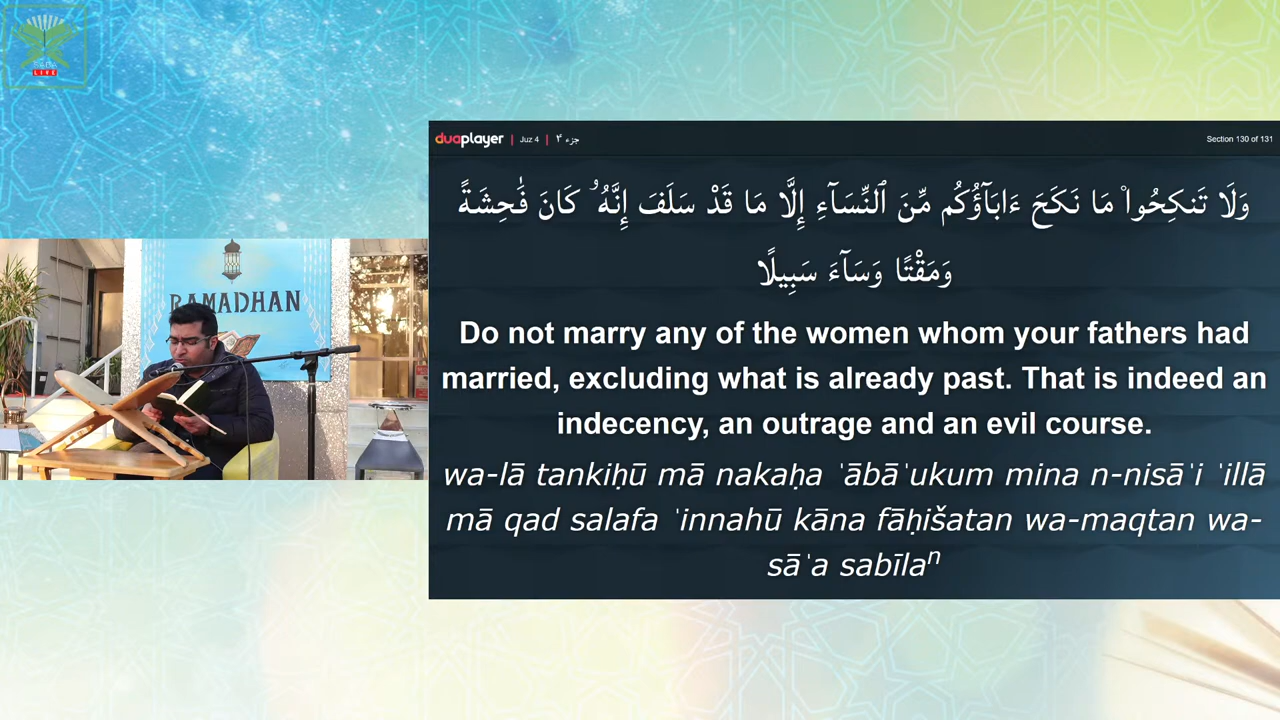 SABA
LIVE
RAMADHAN
duaplayer | Juz 4 | جزء ۴
Section 130 of 131
وَلَا تَنكِحُوا۟ مَا نَكَحَ ءَابَآؤُكُم مِّنَ ٱلنِّسَآءِ إِلَّا مَا قَدْ سَلَفَ إِنَّهُۥ كَانَ فَٰحِشَةً
وَمَقْتًا وَسَآءَ سَبِيلًا
Do not marry any of the women whom your fathers had
married, excluding what is already past. That is indeed an
indecency, an outrage and an evil course.
wa-lā tankiḥū mā nakaḥa ʾābāʾukum mina n-nisāʾi ʾillā
mā qad salafa ʾinnahū kāna fāḥišatan wa-maqtan wa-
sāʾa sabīlaⁿ